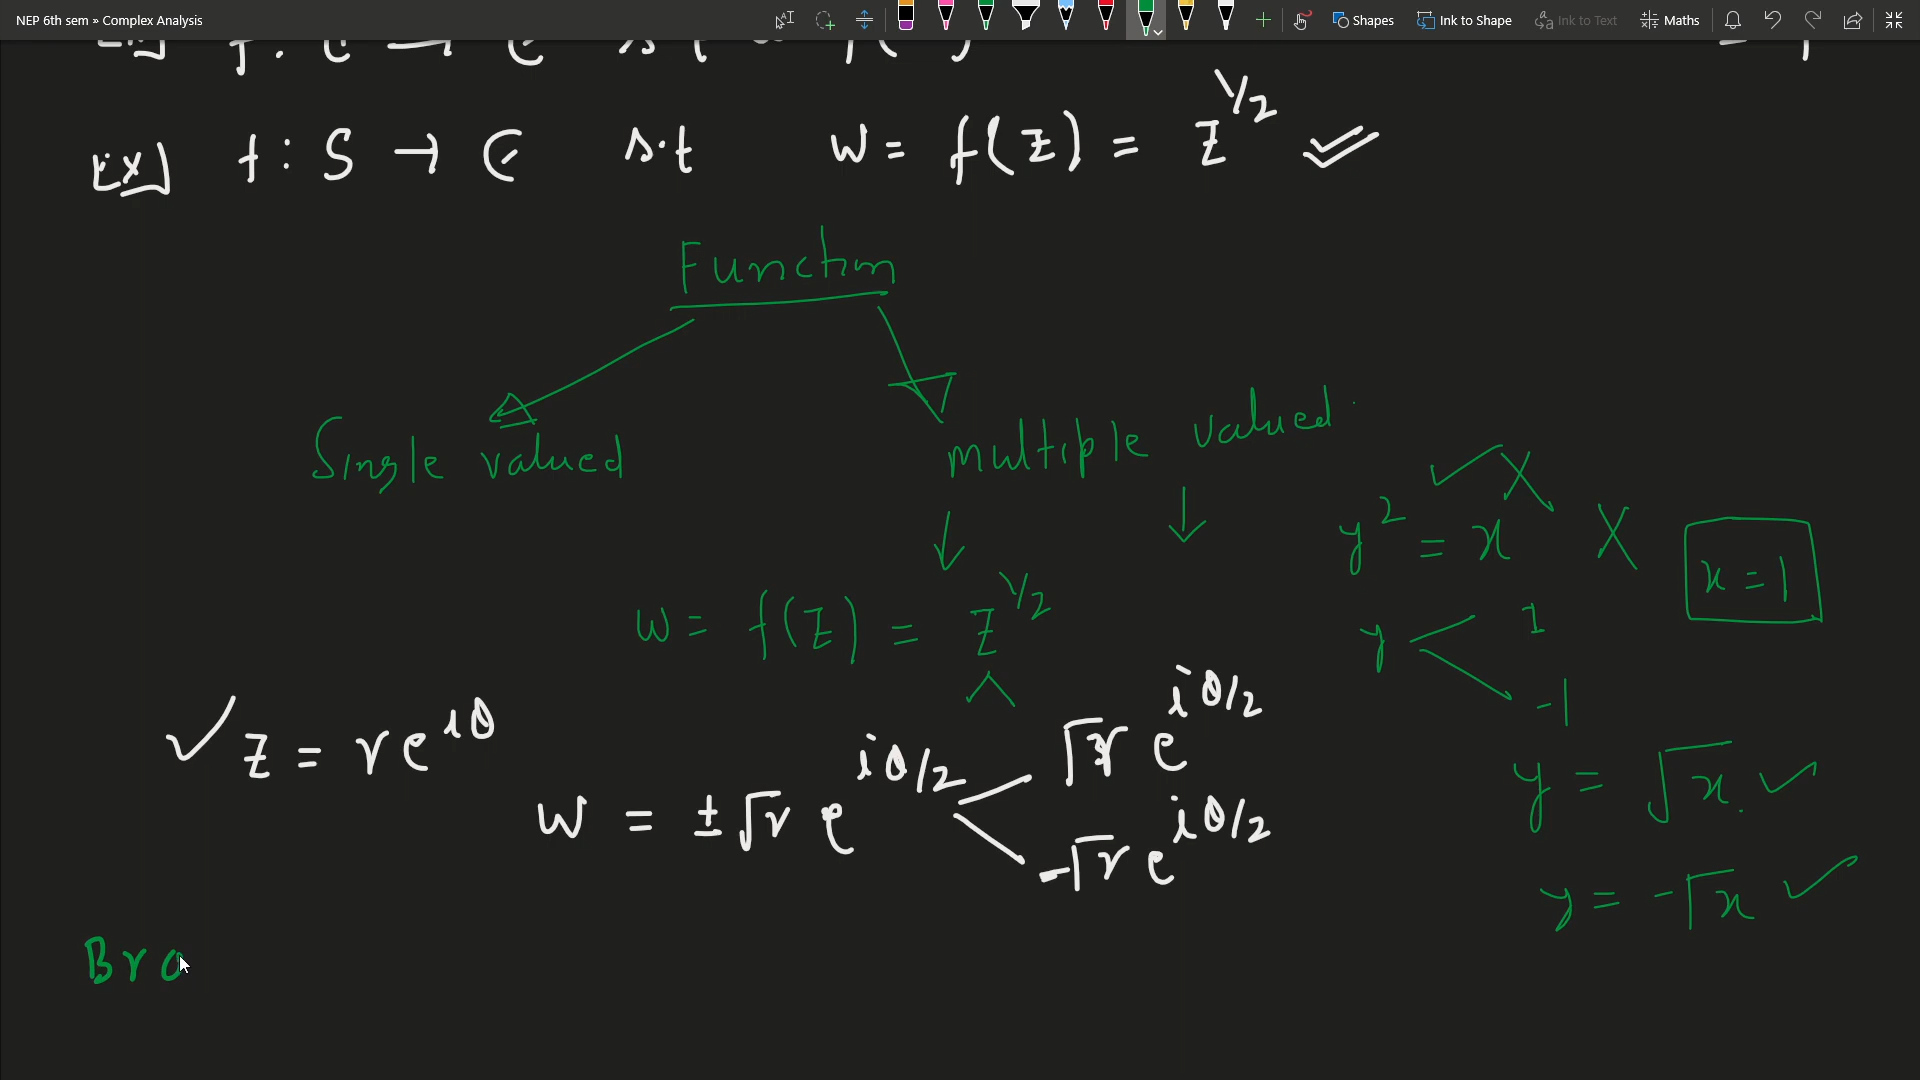 NEP 6th sem » Complex Analysis
Shapes Ink to Shape Ink to Text Maths
Ex] f: S → ℂ s.t w = f(z) = z^{1/2}
Function
Single valued multiple valued
y^2 = x x = 1
w = f(z) = z^{1/2}
y 1
-1
z = re^{iθ}
w = ± √r e^{iθ/2} √r e^{iθ/2}
-√r e^{iθ/2}
y = √x
y = -√x
Bra